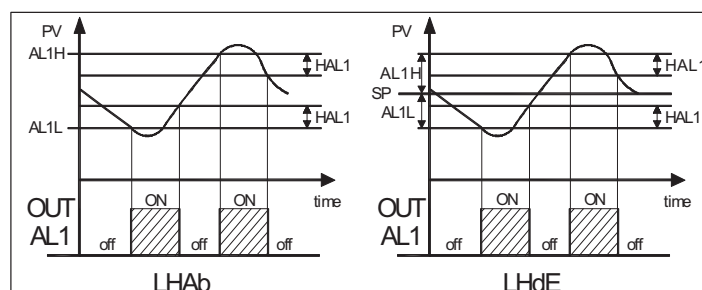 PV
AL1H
HAL1
HAL1
AL1L
time
OUT
AL1
off
ON
off
ON
off
LHAb
PV
AL1H
HAL1
SP
AL1L
HAL1
time
OUT
AL1
off
ON
off
ON
off
LHdE